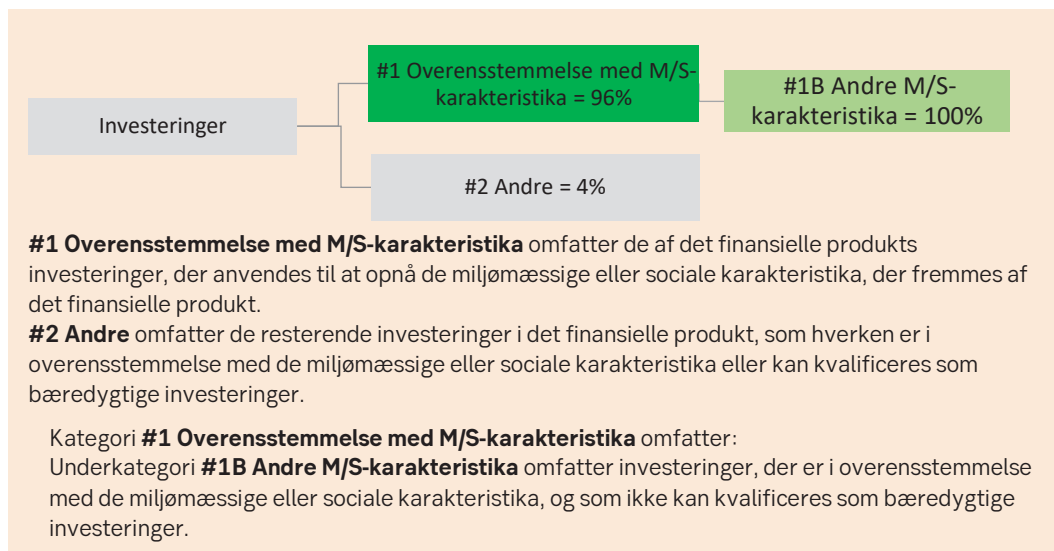 #1 Overensstemmelse med M/S-
karakteristika = 96%
#1B Andre M/S-
karakteristika = 100%
Investeringer
#2 Andre = 4%
#1 Overensstemmelse med M/S-karakteristika omfatter de af det finansielle produkts
investeringer, der anvendes til at opnå de miljømæssige eller sociale karakteristika, der fremmes af
det finansielle produkt.
#2 Andre omfatter de resterende investeringer i det finansielle produkt, som hverken er i
overensstemmelse med de miljømæssige eller sociale karakteristika eller kan kvalificeres som
bæredygtige investeringer.
Kategori #1 Overensstemmelse med M/S-karakteristika omfatter:
Underkategori #1B Andre M/S-karakteristika omfatter investeringer, der er i overensstemmelse
med de miljømæssige eller sociale karakteristika, og som ikke kan kvalificeres som bæredygtige
investeringer.